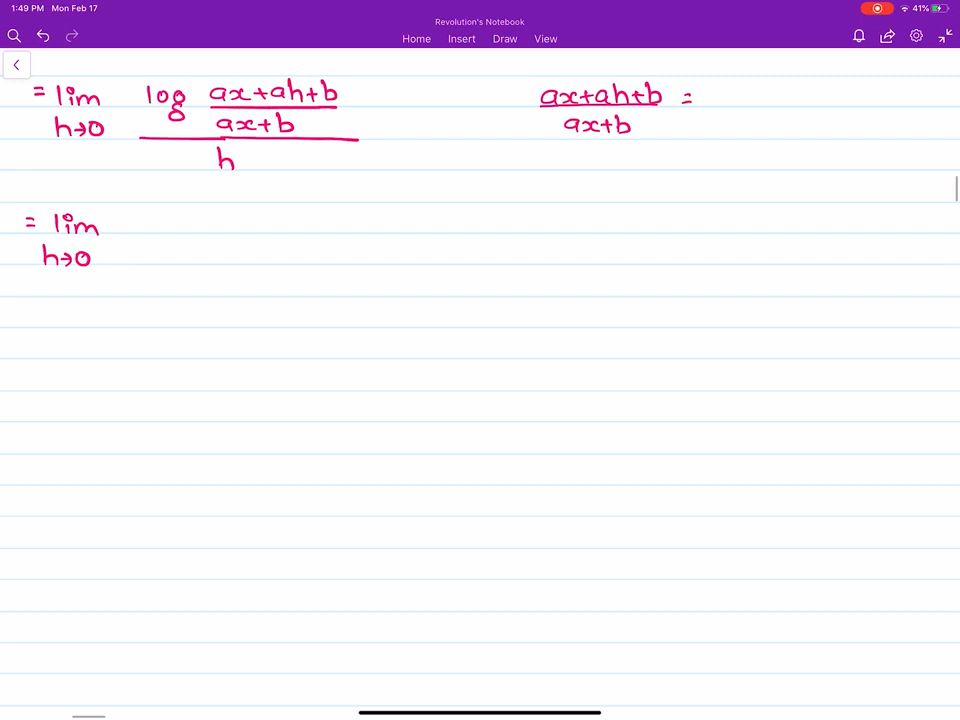 1:49 PM Mon Feb 17
41%
Revolution's Notebook
Home Insert Draw View
= lim log ax+ah+b
h→0 ax+b
h
ax+ah+b =
ax+b
= lim
h→0